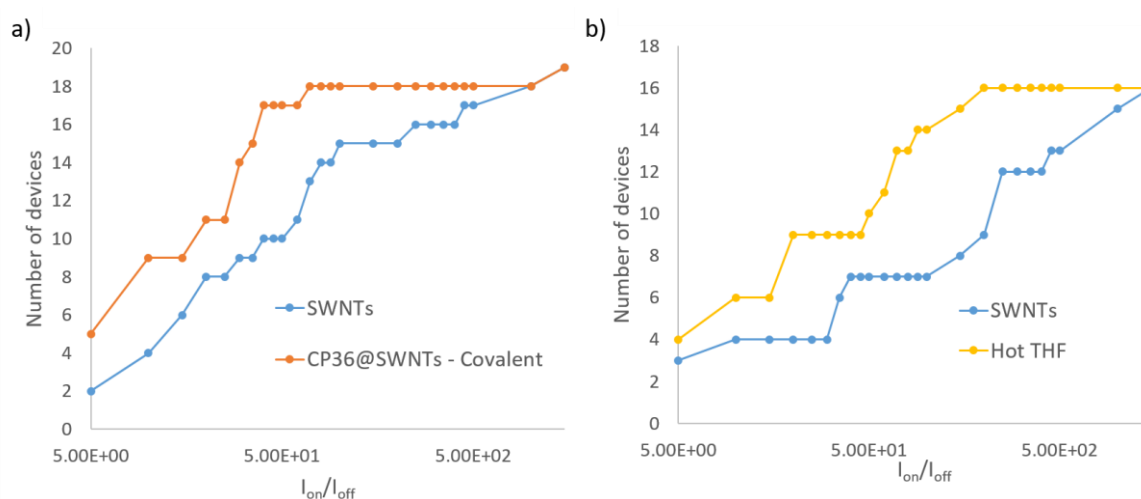 a)
Number of devices
20
18
16
14
12
10
8
6
4
2
0
SWNTs
CP36@SWNTs - Covalent
5.00E+00 5.00E+01 5.00E+02
Ion/Ioff
b)
Number of devices
18
16
14
12
10
8
6
4
2
0
SWNTs
Hot THF
5.00E+00 5.00E+01 5.00E+02
Ion/Ioff